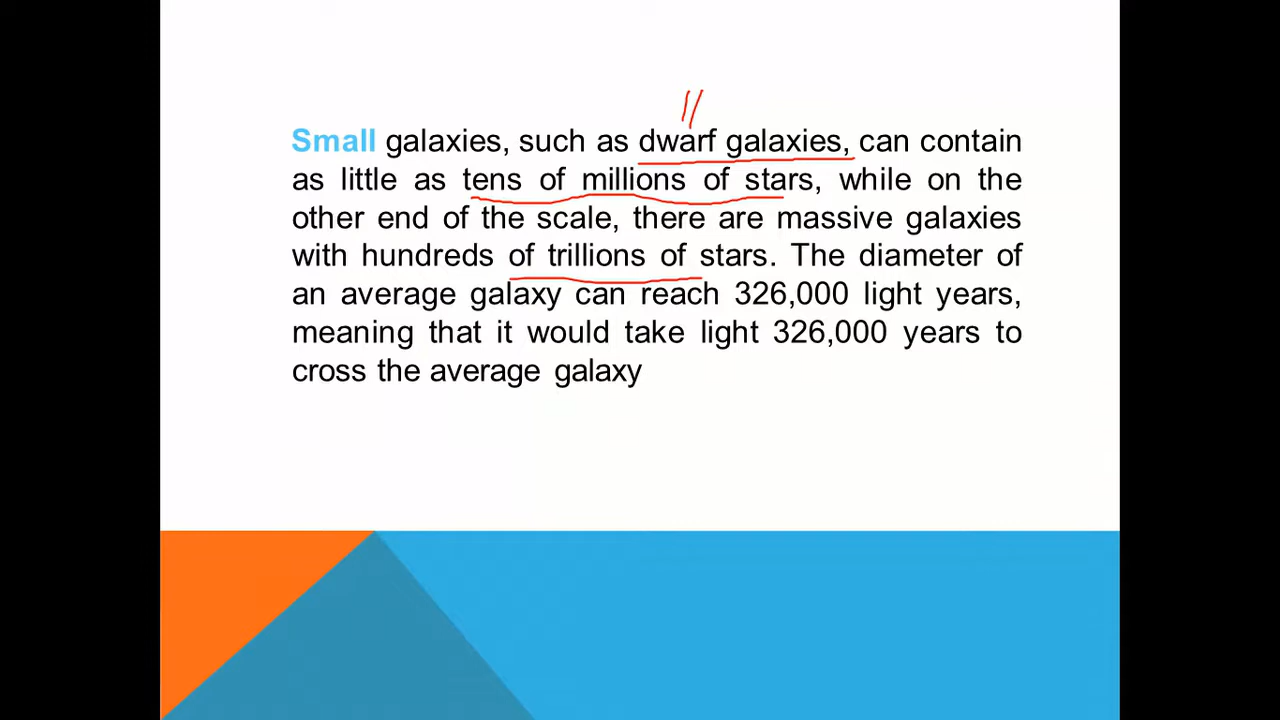 Small galaxies, such as dwarf galaxies, can contain
as little as tens of millions of stars, while on the
other end of the scale, there are massive galaxies
with hundreds of trillions of stars. The diameter of
an average galaxy can reach 326,000 light years,
meaning that it would take light 326,000 years to
cross the average galaxy